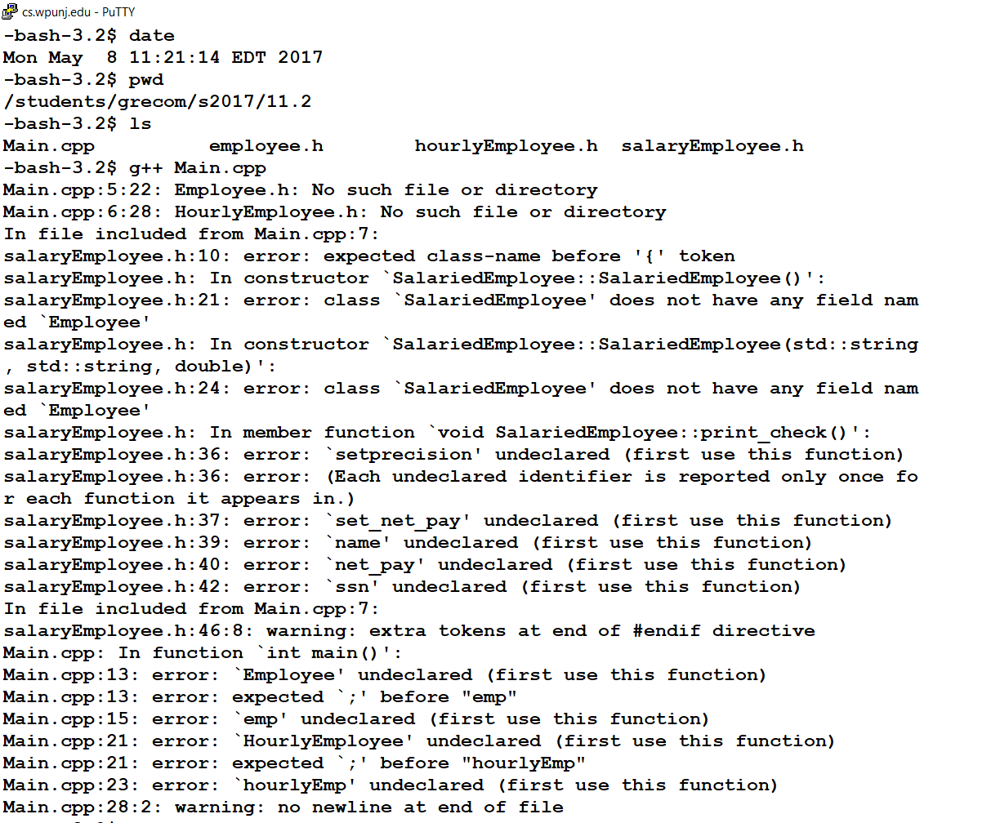 cs.wpunj.edu - PuTTY
-bash-3.2$ date
Mon May  8 11:21:14 EDT 2017
-bash-3.2$ pwd
/students/grecom/s2017/11.2
-bash-3.2$ ls
Main.cpp          employee.h        hourlyEmployee.h  salaryEmployee.h
-bash-3.2$ g++ Main.cpp
Main.cpp:5:22: Employee.h: No such file or directory
Main.cpp:6:28: HourlyEmployee.h: No such file or directory
In file included from Main.cpp:7:
salaryEmployee.h:10: error: expected class-name before '{' token
salaryEmployee.h: In constructor `SalariedEmployee::SalariedEmployee()':
salaryEmployee.h:21: error: class `SalariedEmployee' does not have any field nam
ed `Employee'
salaryEmployee.h: In constructor `SalariedEmployee::SalariedEmployee(std::string
, std::string, double)':
salaryEmployee.h:24: error: class `SalariedEmployee' does not have any field nam
ed `Employee'
salaryEmployee.h: In member function `void SalariedEmployee::print_check()':
salaryEmployee.h:36: error: `setprecision' undeclared (first use this function)
salaryEmployee.h:36: error: (Each undeclared identifier is reported only once fo
r each function it appears in.)
salaryEmployee.h:37: error: `set_net_pay' undeclared (first use this function)
salaryEmployee.h:39: error: `name' undeclared (first use this function)
salaryEmployee.h:40: error: `net_pay' undeclared (first use this function)
salaryEmployee.h:42: error: `ssn' undeclared (first use this function)
In file included from Main.cpp:7:
salaryEmployee.h:46:8: warning: extra tokens at end of #endif directive
Main.cpp: In function `int main()':
Main.cpp:13: error: `Employee' undeclared (first use this function)
Main.cpp:13: error: expected `;' before "emp"
Main.cpp:15: error: `emp' undeclared (first use this function)
Main.cpp:21: error: `HourlyEmployee' undeclared (first use this function)
Main.cpp:21: error: expected `;' before "hourlyEmp"
Main.cpp:23: error: `hourlyEmp' undeclared (first use this function)
Main.cpp:28:2: warning: no newline at end of file